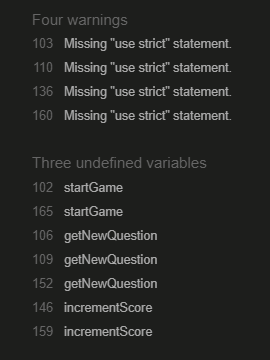 Four warnings
103 Missing "use strict" statement.
110 Missing "use strict" statement.
136 Missing "use strict" statement.
160 Missing "use strict" statement.
Three undefined variables
102 startGame
165 startGame
106 getNewQuestion
109 getNewQuestion
152 getNewQuestion
146 incrementScore
159 incrementScore